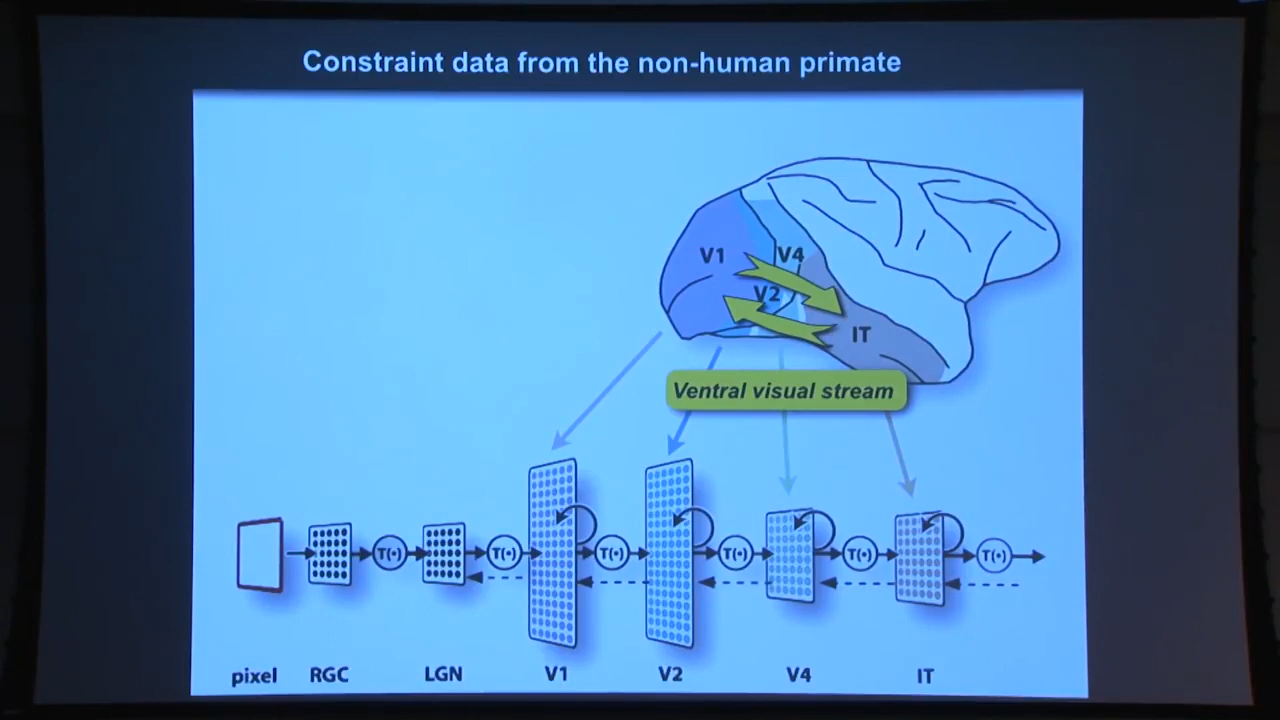 Constraint data from the non-human primate
V1
V4
V2
IT
Ventral visual stream
T(•)
T(•)
T(•)
T(•)
T(•)
T(•)
pixel RGC LGN V1 V2 V4 IT